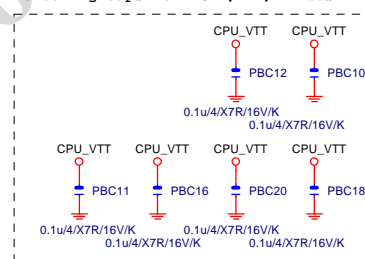 CPU_VTT CPU_VTT
PBC12 PBC10
0.1u/4/X7R/16V/K
0.1u/4/X7R/16V/K
CPU_VTT CPU_VTT CPU_VTT CPU_VTT
PBC11 PBC16 PBC20 PBC18
0.1u/4/X7R/16V/K 0.1u/4/X7R/16V/K
0.1u/4/X7R/16V/K 0.1u/4/X7R/16V/K